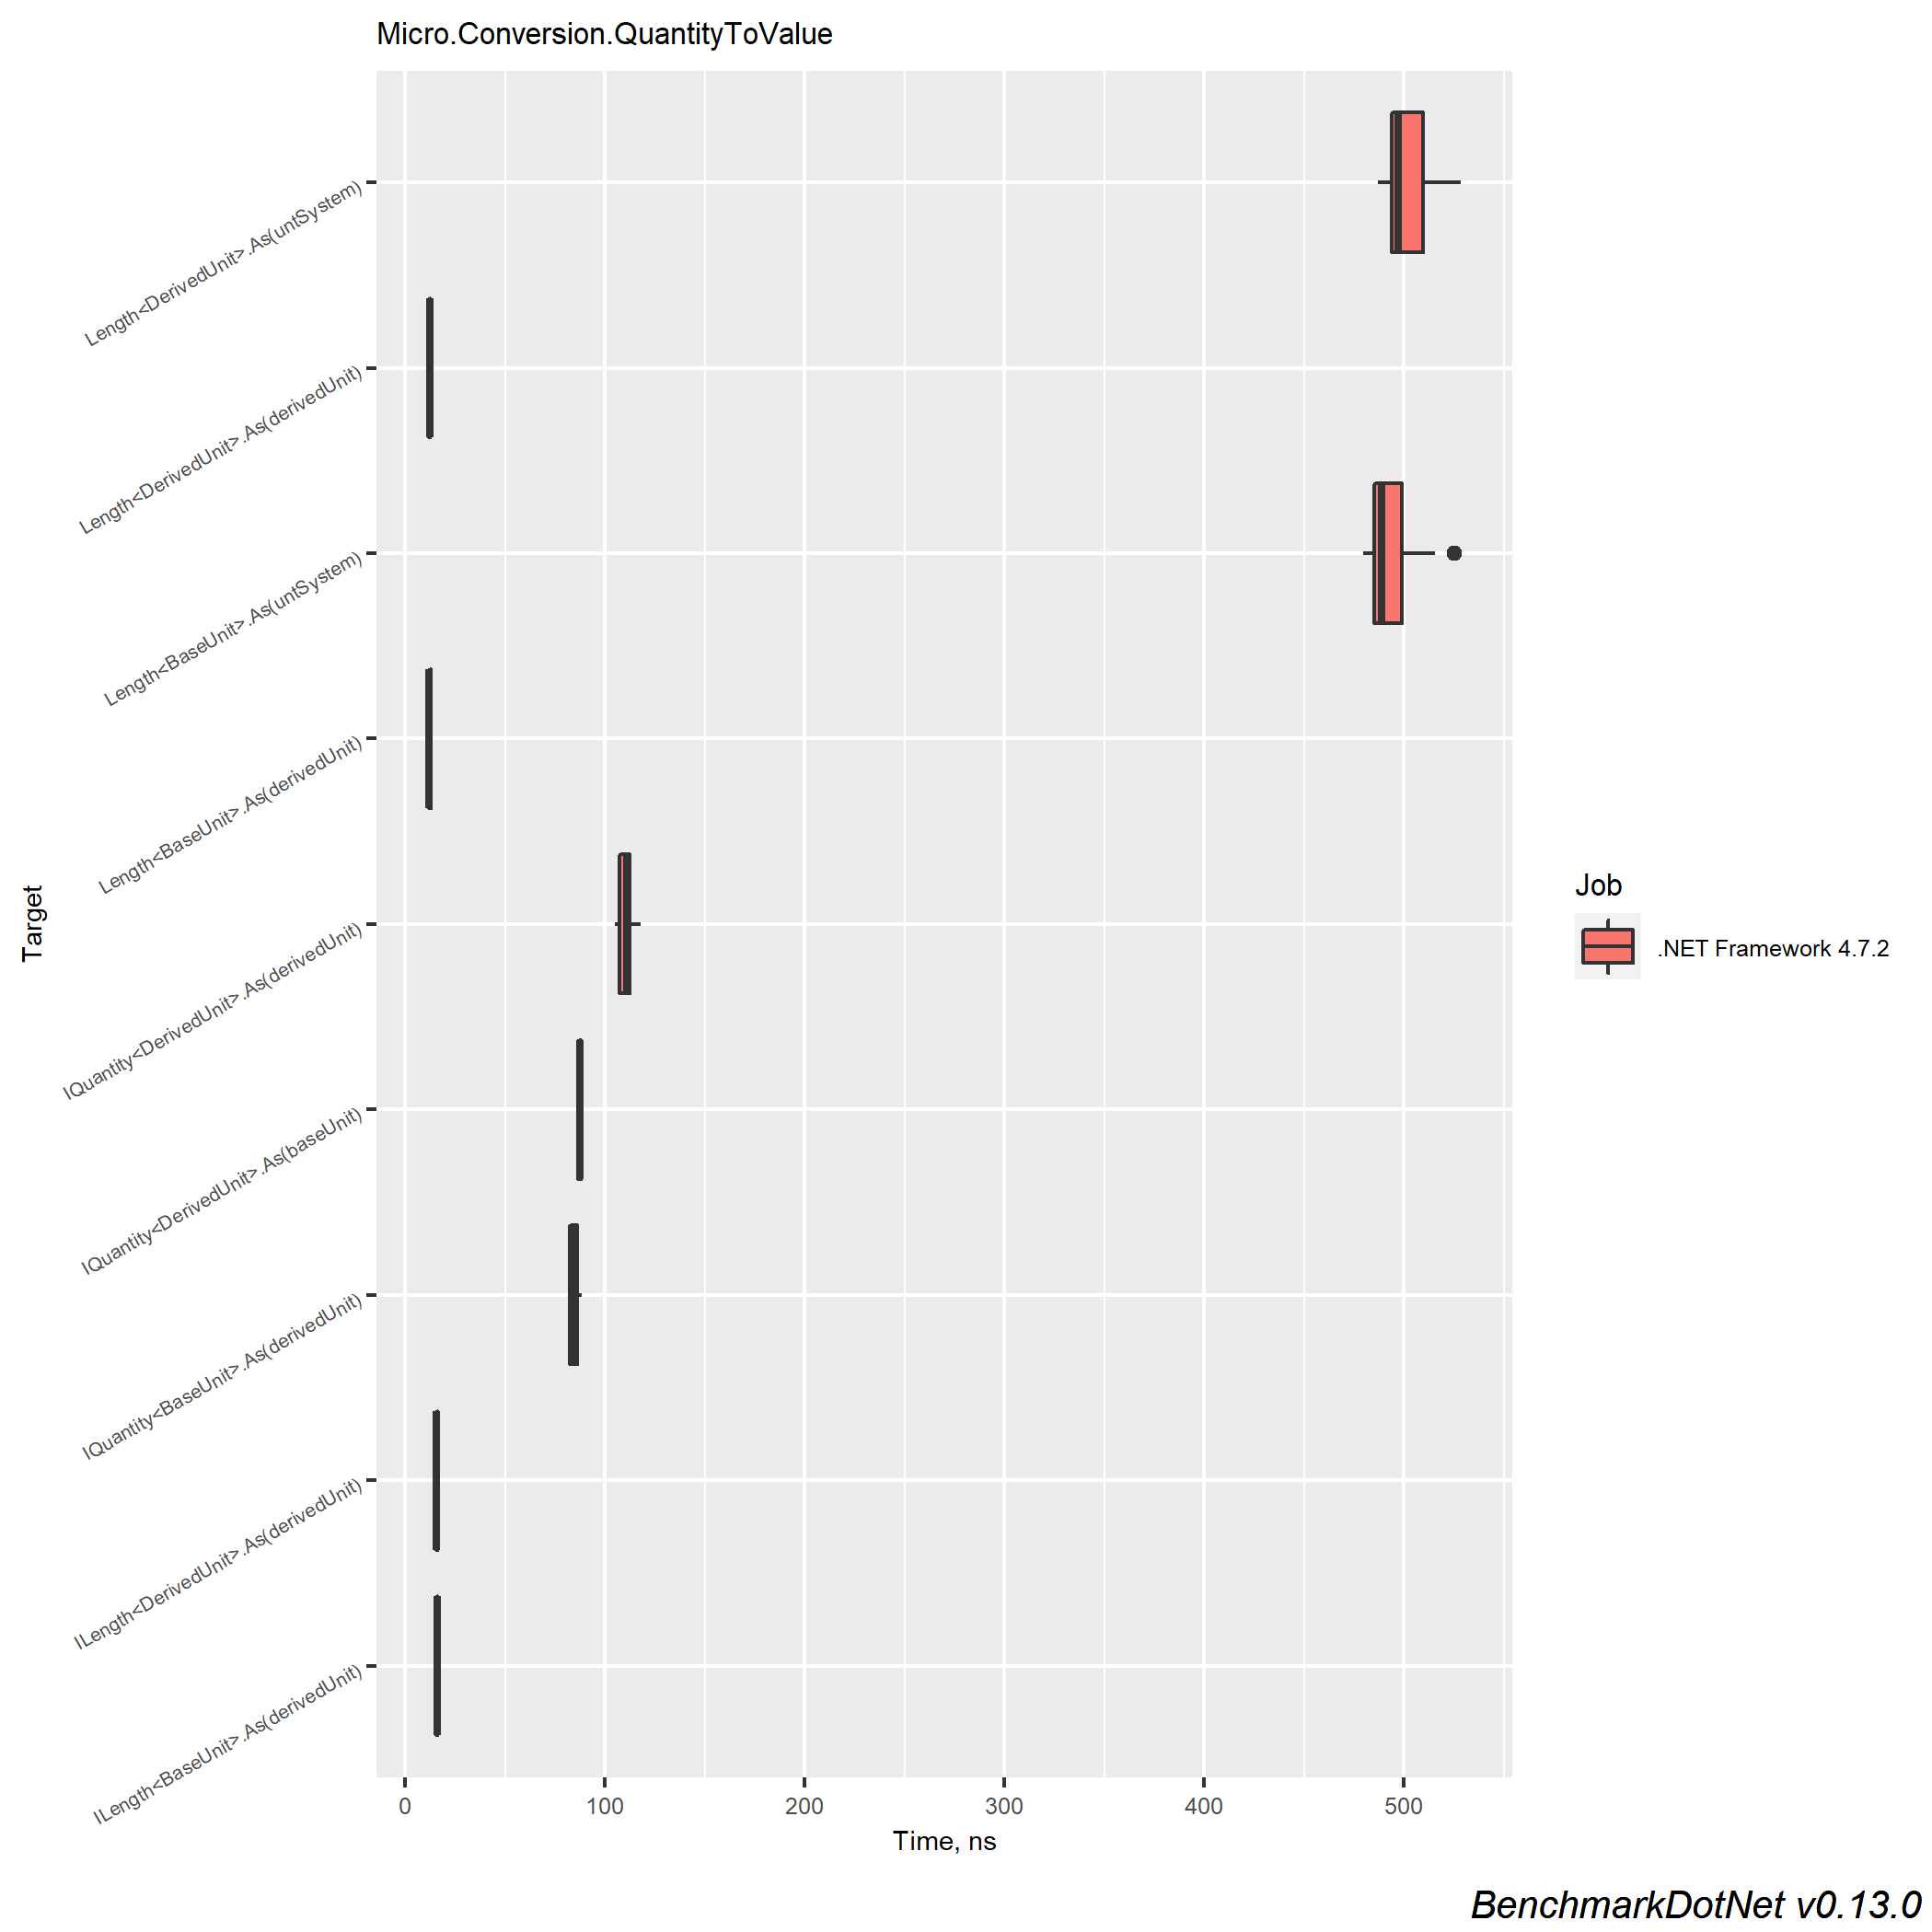 Micro.Conversion.QuantityToValue
Length<DerivedUnit>.As(untSystem)
Length<DerivedUnit>.As(derivedUnit)
Length<BaseUnit>.As(untSystem)
Length<BaseUnit>.As(derivedUnit)
IQuantity<DerivedUnit>.As(derivedUnit)
IQuantity<DerivedUnit>.As(baseUnit)
IQuantity<BaseUnit>.As(derivedUnit)
ILength<DerivedUnit>.As(derivedUnit)
ILength<BaseUnit>.As(derivedUnit)
Target
0 100 200 300 400 500
Time, ns
Job
.NET Framework 4.7.2
BenchmarkDotNet v0.13.0